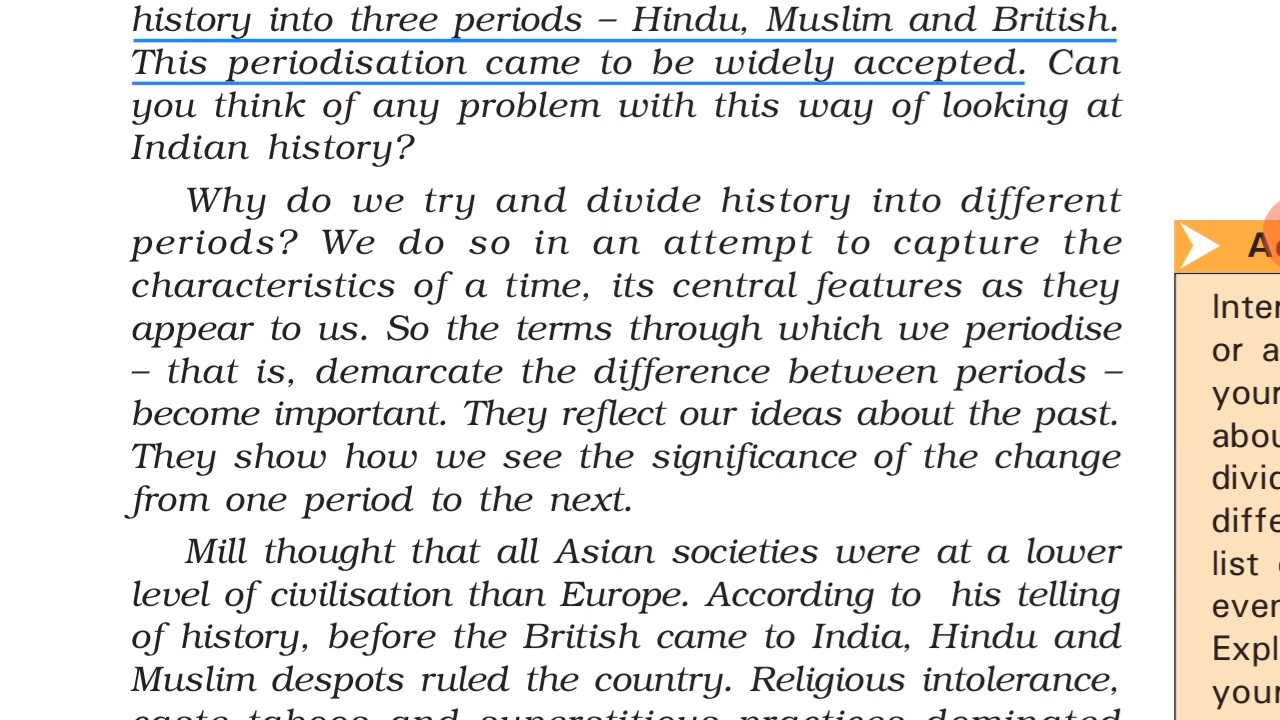 history into three periods – Hindu, Muslim and British.
This periodisation came to be widely accepted. Can
you think of any problem with this way of looking at
Indian history?
Why do we try and divide history into different
periods? We do so in an attempt to capture the
characteristics of a time, its central features as they
appear to us. So the terms through which we periodise
– that is, demarcate the difference between periods –
become important. They reflect our ideas about the past.
They show how we see the significance of the change
from one period to the next.
Mill thought that all Asian societies were at a lower
level of civilisation than Europe. According to his telling
of history, before the British came to India, Hindu and
Muslim despots ruled the country. Religious intolerance,
caste taboos and superstitious practices dominated
or a
your
list
your